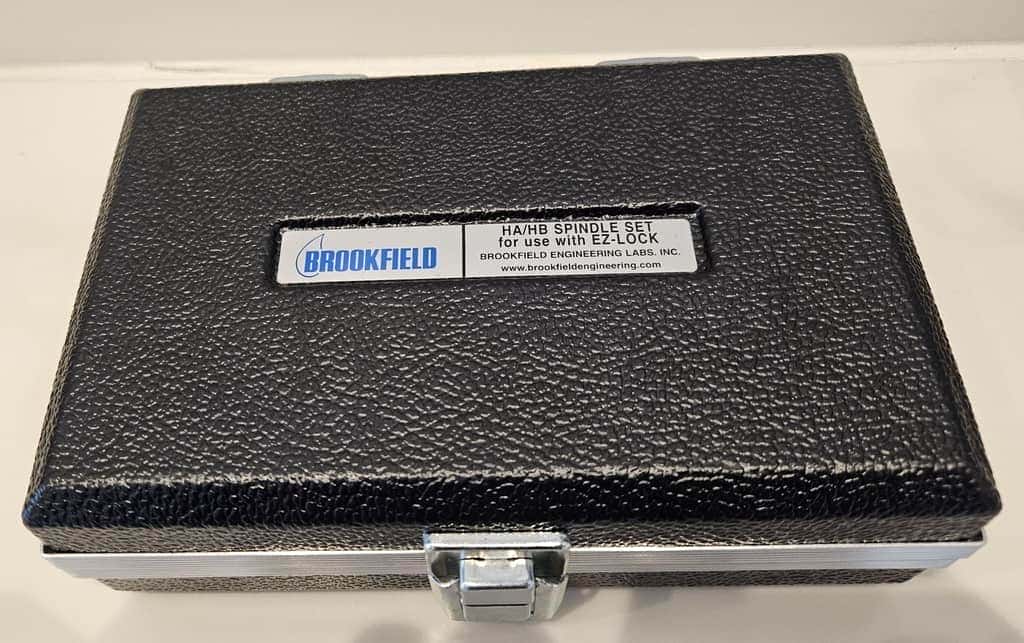 BROOKFIELD
HA/HB SPINDLE SET
for use with EZ-LOCK
BROOKFIELD ENGINEERING LABS. INC.
www.brookfieldengineering.com